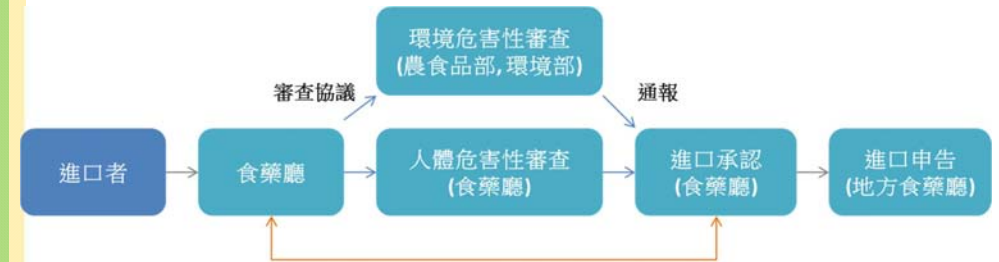 環境危害性審查
(農食品部, 環境部)
審查協議
通報
進口者
食藥廳
人體危害性審查
(食藥廳)
進口承認
(食藥廳)
進口申告
(地方食藥廳)